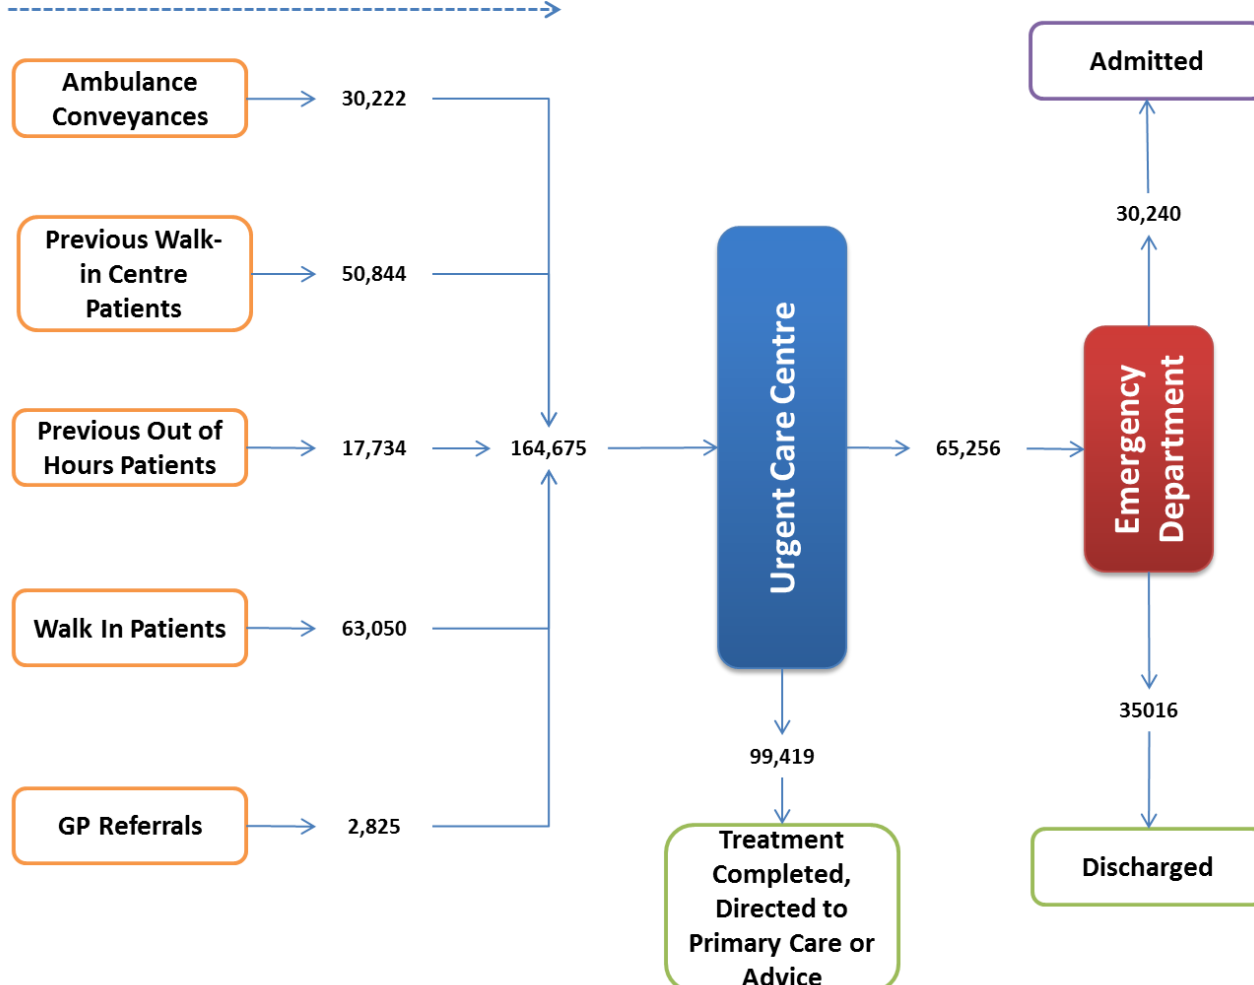 Ambulance
Conveyances
30,222
Previous Walk-
in Centre
Patients
50,844
Previous Out of
Hours Patients
17,734
164,675
Walk In Patients
63,050
GP Referrals
2,825
Urgent Care Centre
99,419
Treatment
Completed,
Directed to
Primary Care or
Advice
65,256
Emergency
Department
30,240
Admitted
35016
Discharged